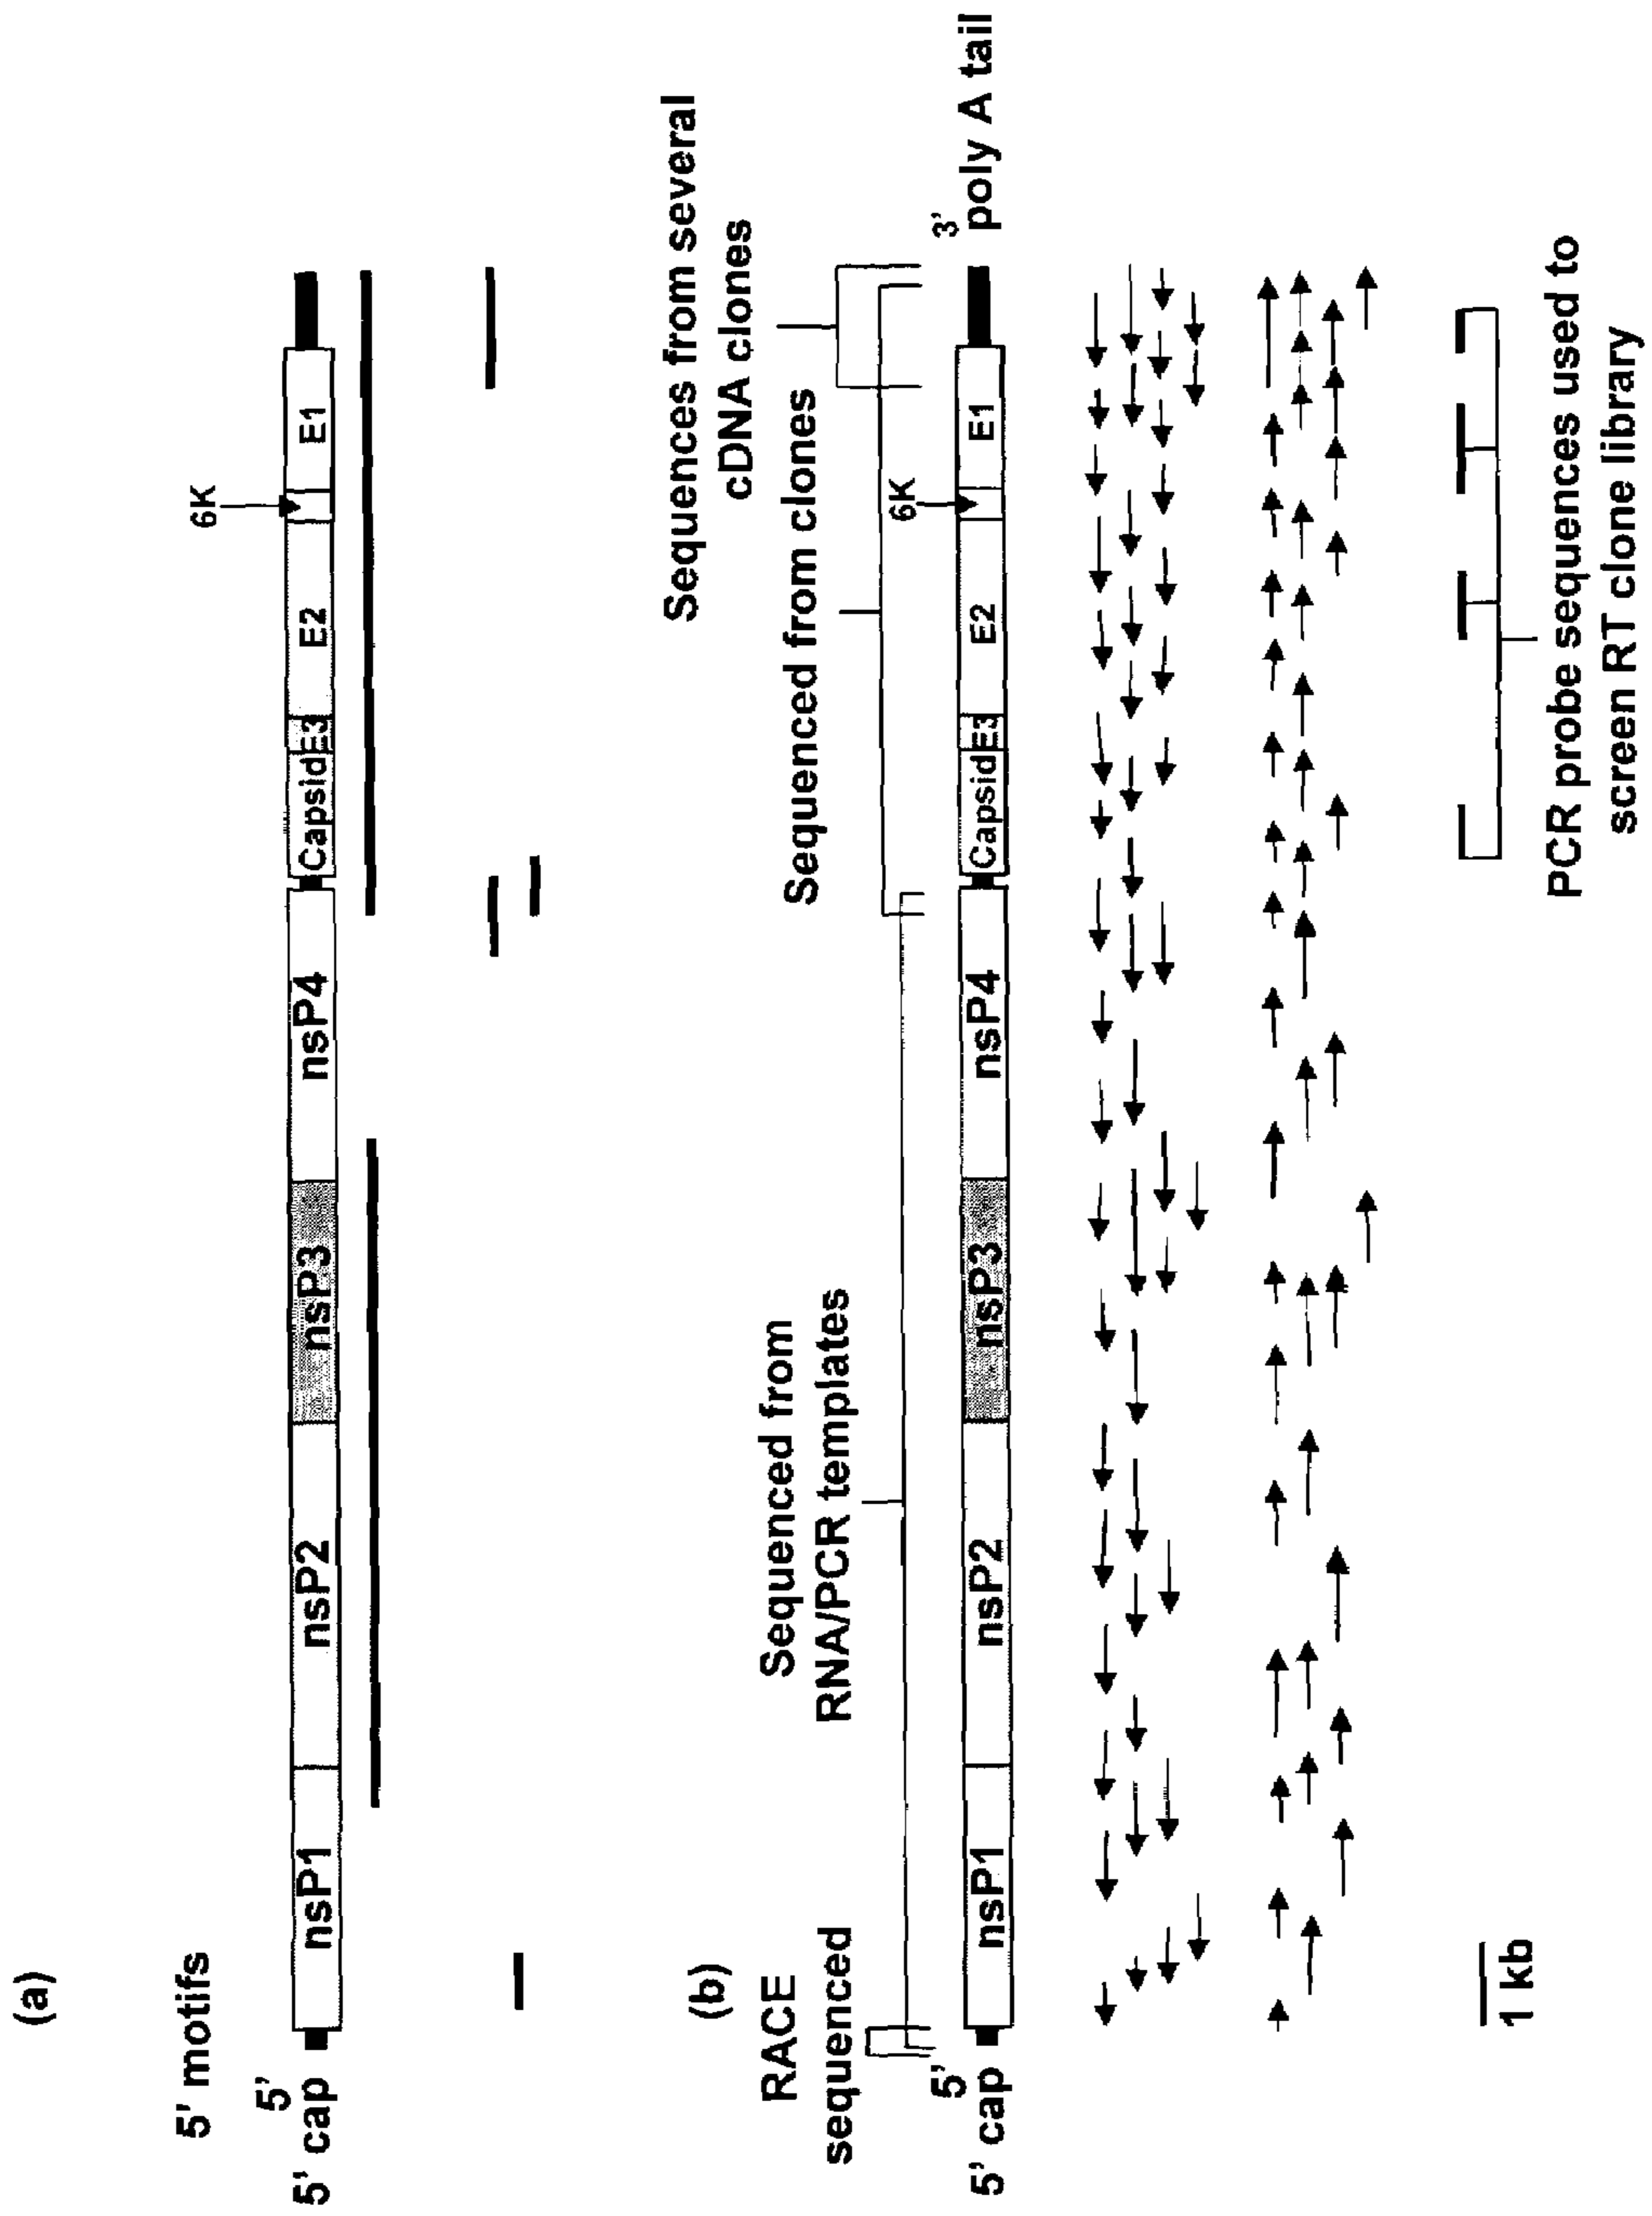 (a)
5' motifs
6K
5'
5' cap
nsP1
nsP2
nsP3
nsP4
Capsid
E3
E2
E1
(b)
RACE
sequenced
Sequenced from
RNA/PCR templates
Sequenced from clones
Sequences from several
cDNA clones
6K
5'
5' cap
nsP1
nsP2
nsP3
nsP4
Capsid
E3
E2
E1
3'
poly A tail
1 kb
PCR probe sequences used to
screen RT clone library